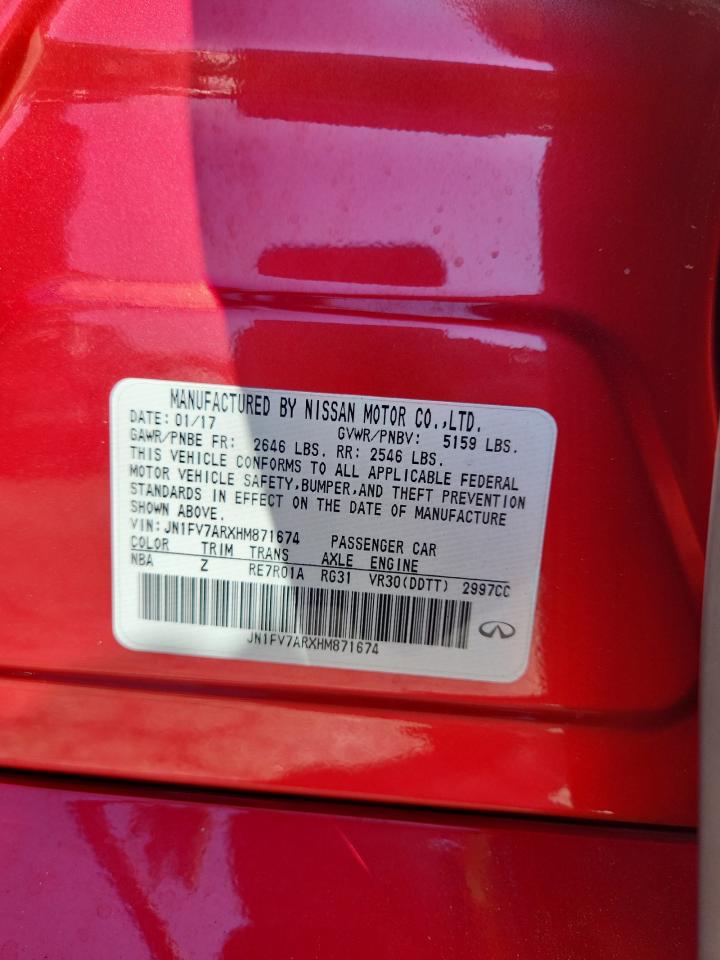 MANUFACTURED BY NISSAN MOTOR CO.,LTD.
DATE: 01/17 GVWR/PNBV: 5159 LBS.
GAWR/PNBE FR: 2646 LBS. RR: 2546 LBS.
THIS VEHICLE CONFORMS TO ALL APPLICABLE FEDERAL
MOTOR VEHICLE SAFETY,BUMPER,AND THEFT PREVENTION
STANDARDS IN EFFECT ON THE DATE OF MANUFACTURE
SHOWN ABOVE.
VIN:JN1FV7ARXHM871674 PASSENGER CAR
COLOR TRIM TRANS AXLE ENGINE
NBA Z RE7R01A RG31 VR30(DDTT) 2997CC
JN1FV7ARXHM871674